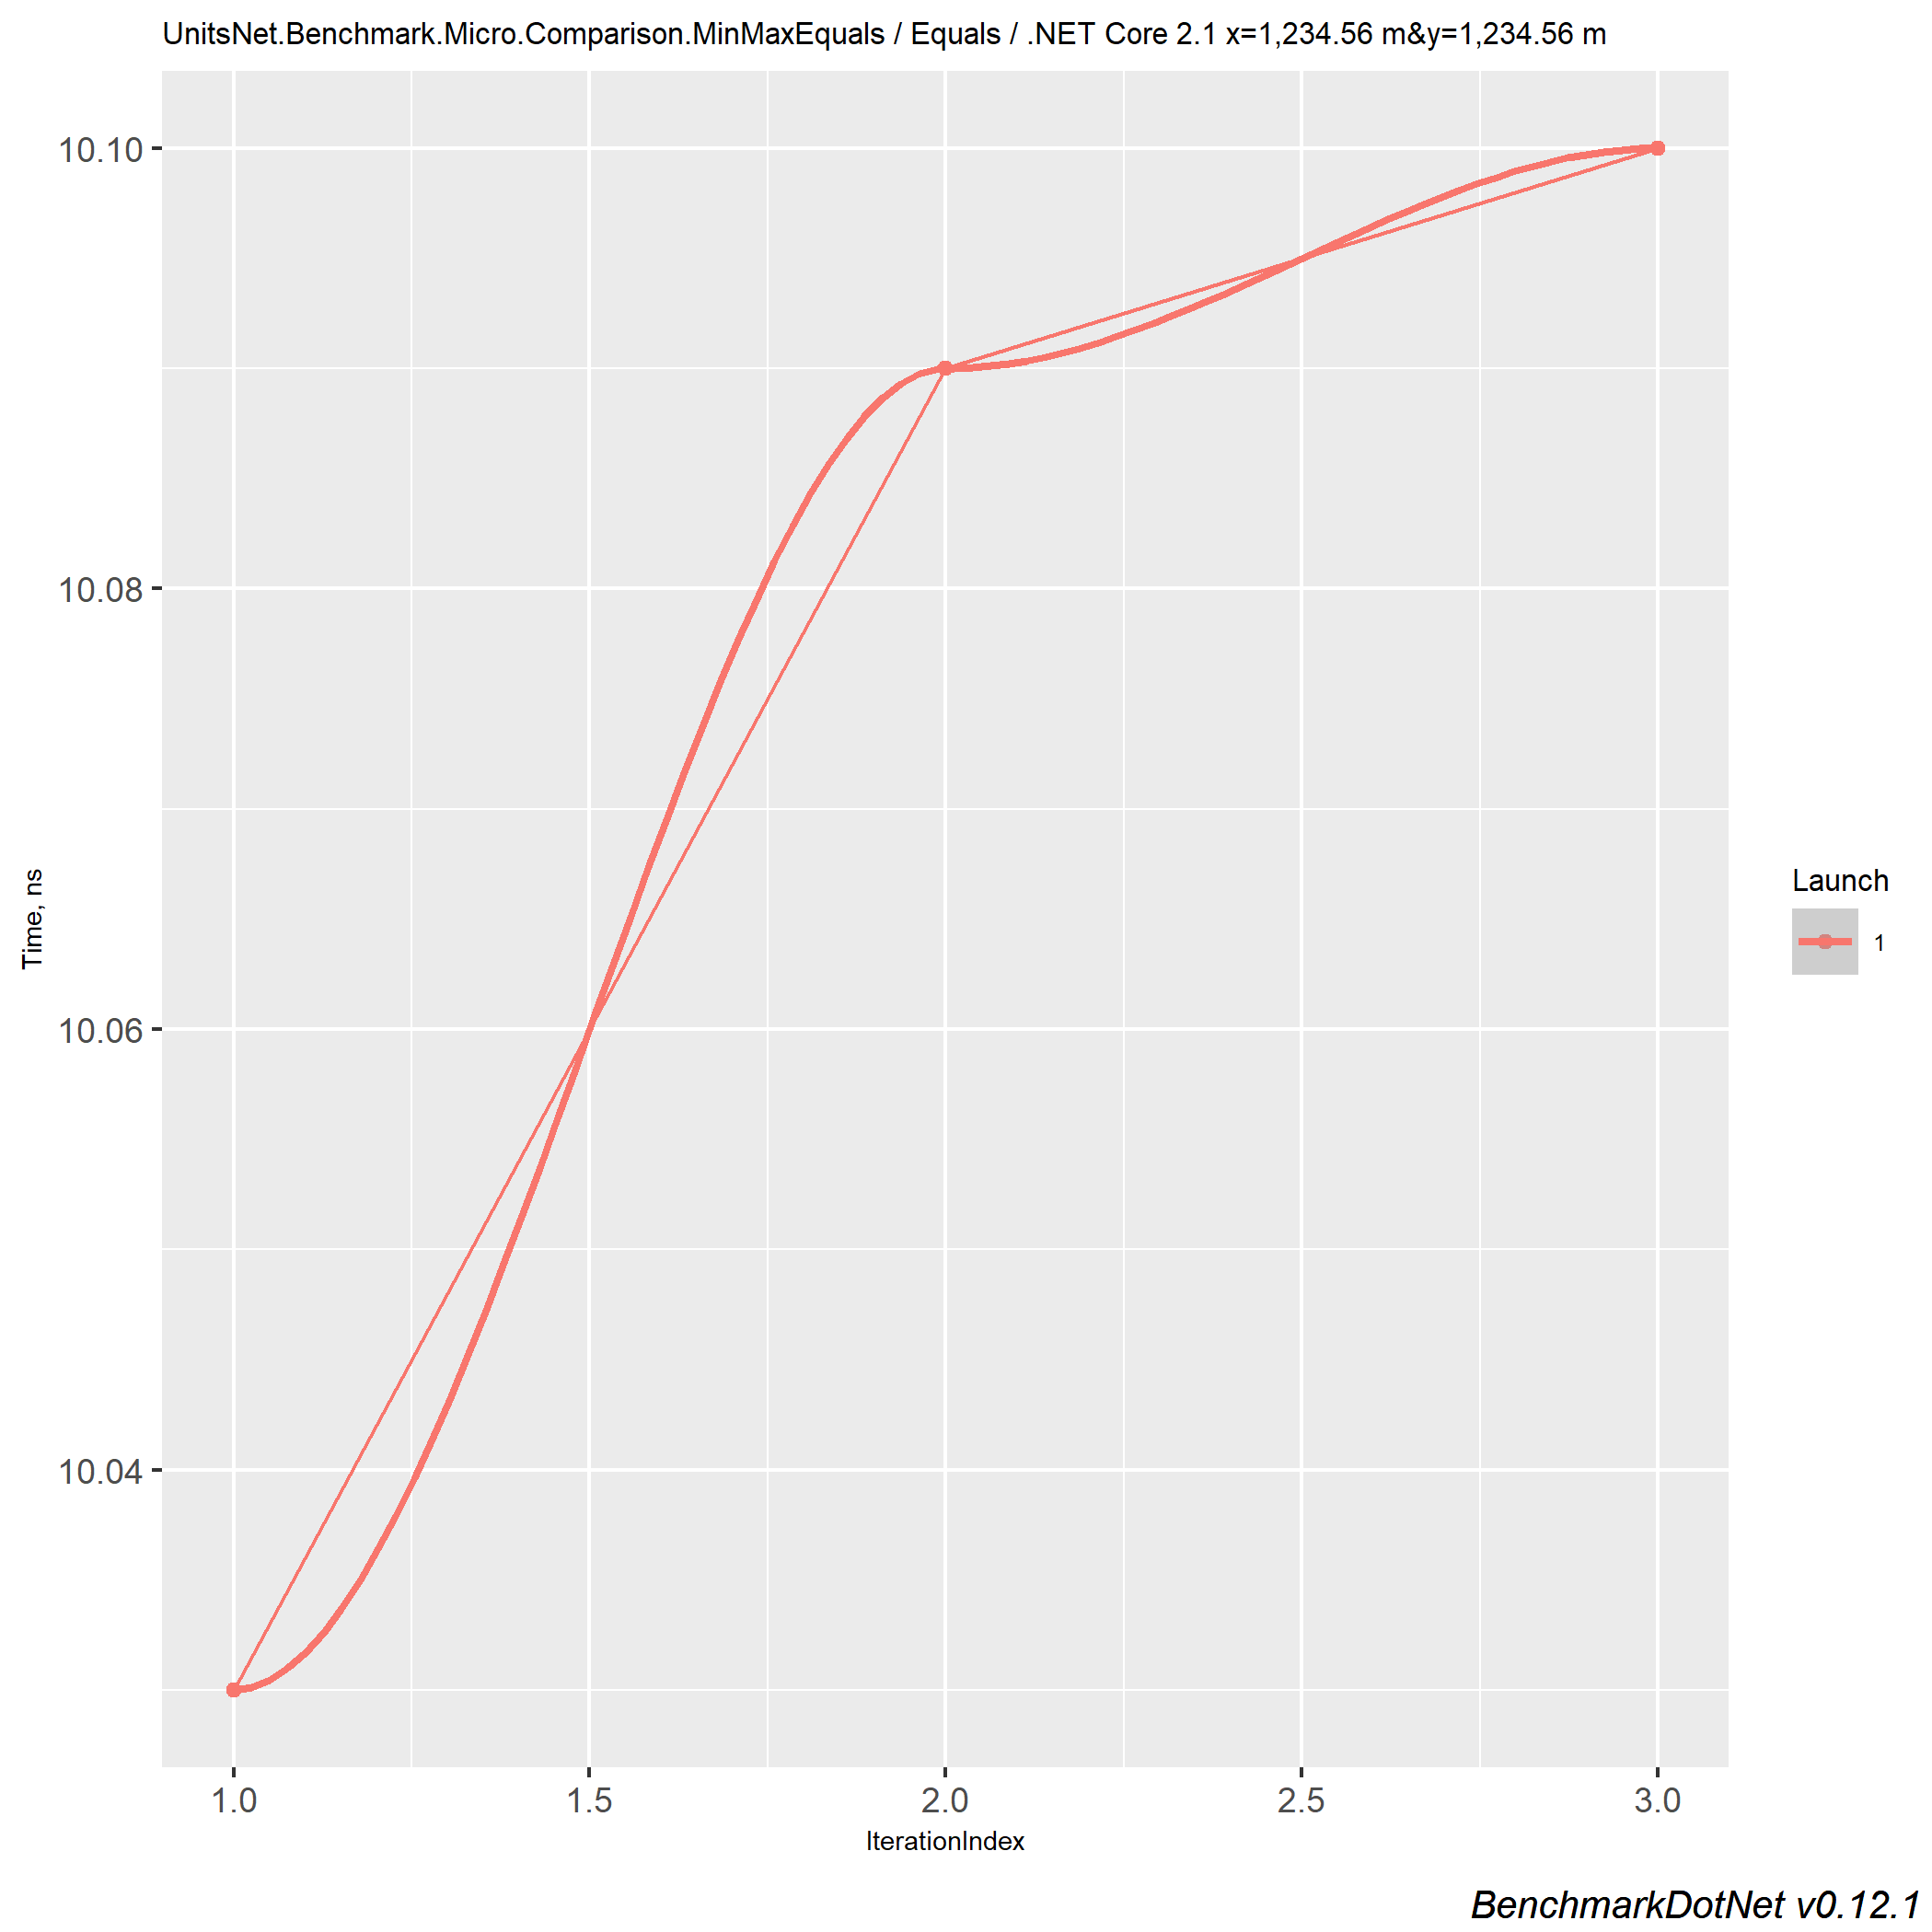 UnitsNet.Benchmark.Micro.Comparison.MinMaxEquals / Equals / .NET Core 2.1 x=1,234.56 m&y=1,234.56 m
10.10
10.08
10.06
10.04
Time, ns
1.0 1.5 2.0 2.5 3.0
IterationIndex
Launch
1
BenchmarkDotNet v0.12.1